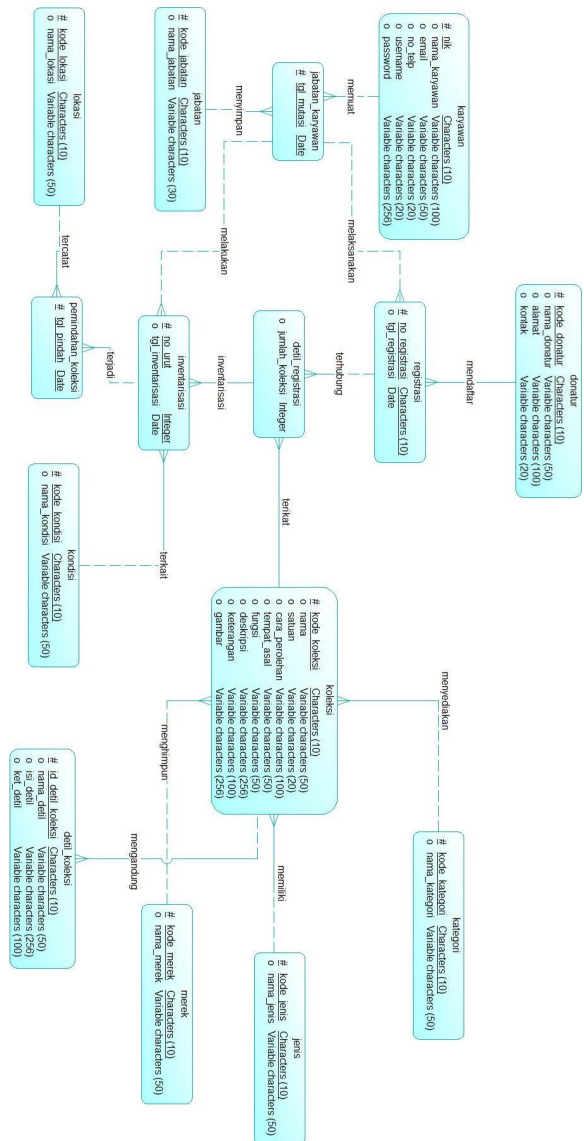 donatur
# kode_donatur Characters (10)
o nama_donatur Variable characters (50)
o alamat Variable characters (100)
o kontak Variable characters (20)
mendaftar
kategori
# kode_kategori Characters (10)
o nama_kategori Variable characters (50)
menyediakan
jenis
# kode_jenis Characters (10)
o nama_jenis Variable characters (50)
memiliki
karyawan
# nik Characters (10)
o nama_karyawan Variable characters (100)
o email Variable characters (50)
o no_telp Variable characters (20)
o username Variable characters (20)
o password Variable characters (256)
memuat
melaksanakan
registrasi
# no_registrasi Characters (10)
o tgl_registrasi Date
terhubung
koleksi
# kode_koleksi Characters (10)
o nama Variable characters (50)
o satuan Variable characters (20)
o cara_perolehan Variable characters (100)
o tempat_asal Variable characters (50)
o fungsi Variable characters (50)
o deskripsi Variable characters (256)
o keterangan Variable characters (100)
o gambar Variable characters (256)
terikat
merek
# kode_merek Characters (10)
o nama_merek Variable characters (50)
menghimpun
jabatan_karyawan
# tgl_mutasi Date
menyimpan
melakukan
detil_registrasi
o jumlah_koleksi Integer
inventarisasi
jabatan
# kode_jabatan Characters (10)
o nama_jabatan Variable characters (30)
inventarisasi
# no_urut Integer
o tgl_inventarisasi Date
terkait
terjadi
mengandung
detil_koleksi
# id_detil_koleksi Characters (10)
o nama_detil Variable characters (50)
o isi_detil Variable characters (256)
o ket_detil Variable characters (100)
lokasi
# kode_lokasi Characters (10)
o nama_lokasi Variable characters (50)
tercatat
pemindahan_koleksi
# tgl_pindah Date
kondisi
# kode_kondisi Characters (10)
o nama_kondisi Variable characters (50)